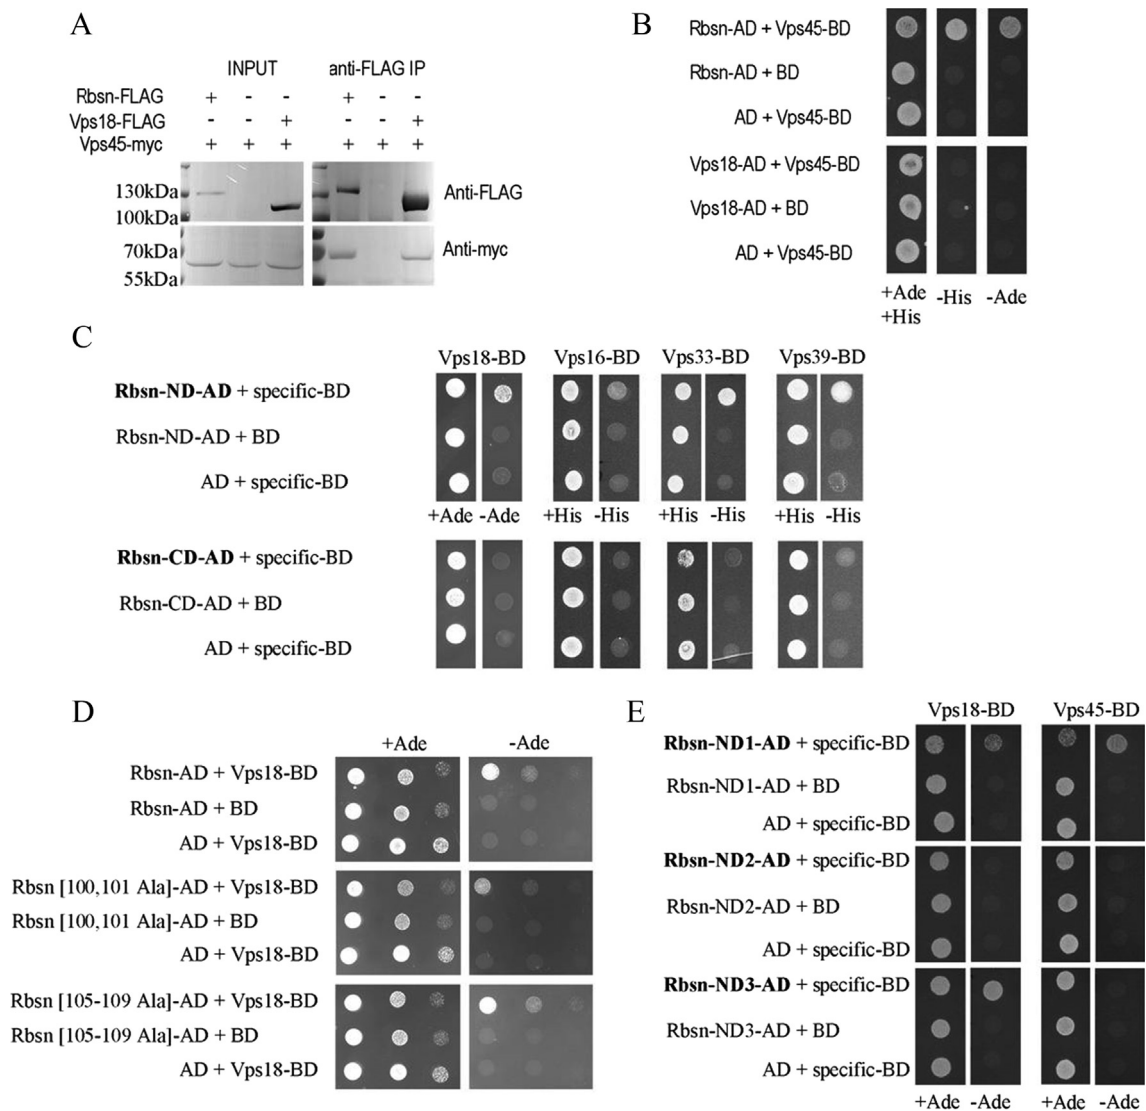 A
INPUT anti-FLAG IP
Rbsn-FLAG + - - + - -
Vps18-FLAG - - + - - +
Vps45-myc + + + + + +
130kDa
100kDa
Anti-FLAG
70kDa
55kDa
Anti-myc
B
Rbsn-AD + Vps45-BD
Rbsn-AD + BD
AD + Vps45-BD
Vps18-AD + Vps45-BD
Vps18-AD + BD
AD + Vps45-BD
+Ade -His -Ade
+His
C
Vps18-BD Vps16-BD Vps33-BD Vps39-BD
Rbsn-ND-AD + specific-BD
Rbsn-ND-AD + BD
AD + specific-BD
+Ade -Ade +His -His +His -His +His -His
Rbsn-CD-AD + specific-BD
Rbsn-CD-AD + BD
AD + specific-BD
D
+Ade -Ade
Rbsn-AD + Vps18-BD
Rbsn-AD + BD
AD + Vps18-BD
Rbsn [100,101 Ala]-AD + Vps18-BD
Rbsn [100,101 Ala]-AD + BD
AD + Vps18-BD
Rbsn [105-109 Ala]-AD + Vps18-BD
Rbsn [105-109 Ala]-AD + BD
AD + Vps18-BD
E
Vps18-BD Vps45-BD
Rbsn-ND1-AD + specific-BD
Rbsn-ND1-AD + BD
AD + specific-BD
Rbsn-ND2-AD + specific-BD
Rbsn-ND2-AD + BD
AD + specific-BD
Rbsn-ND3-AD + specific-BD
Rbsn-ND3-AD + BD
AD + specific-BD
+Ade -Ade +Ade -Ade